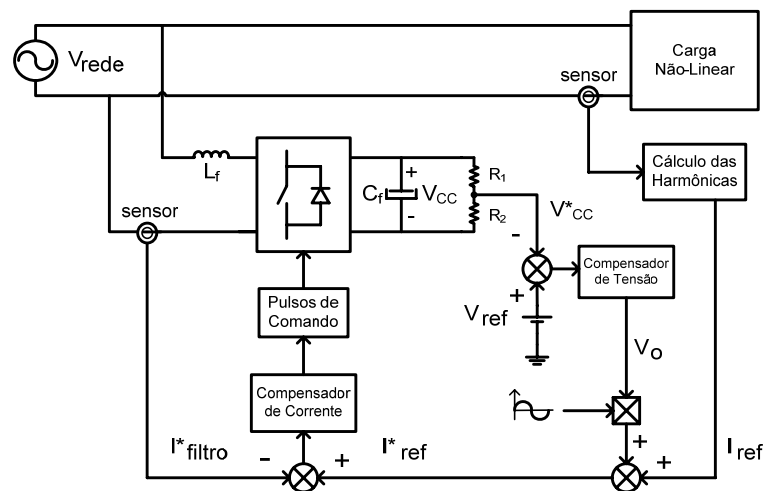 Vrede
Carga
Não-Linear
sensor
Lf
+
Cf
VCC
-
R1
R2
V*CC
Cálculo das
Harmônicas
sensor
-
+
Compensador
de Tensão
Vref
Pulsos de
Comando
Vo
Compensador
de Corrente
I*filtro
-
+
I*ref
+
+
Iref